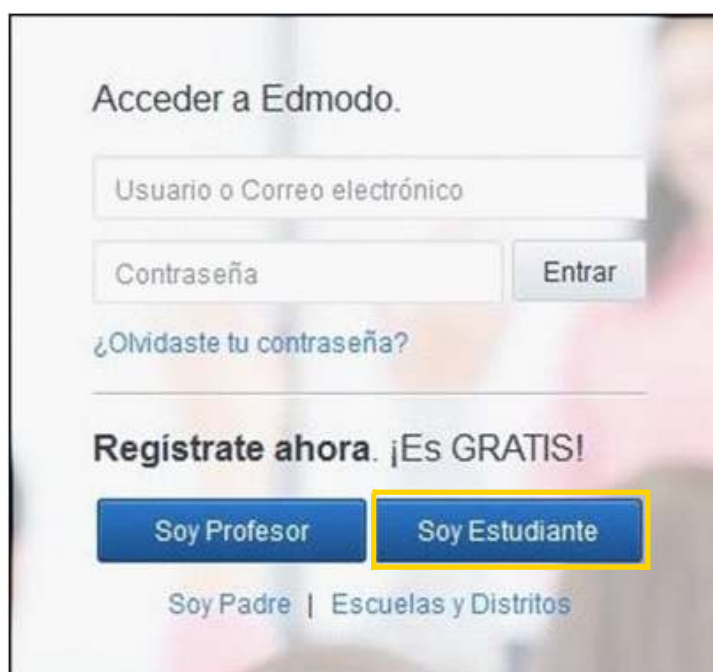 Acceder a Edmodo.
Usuario o Correo electrónico
Contraseña Entrar
¿Olvidaste tu contraseña?
Regístrate ahora. ¡Es GRATIS!
Soy Profesor Soy Estudiante
Soy Padre | Escuelas y Distritos